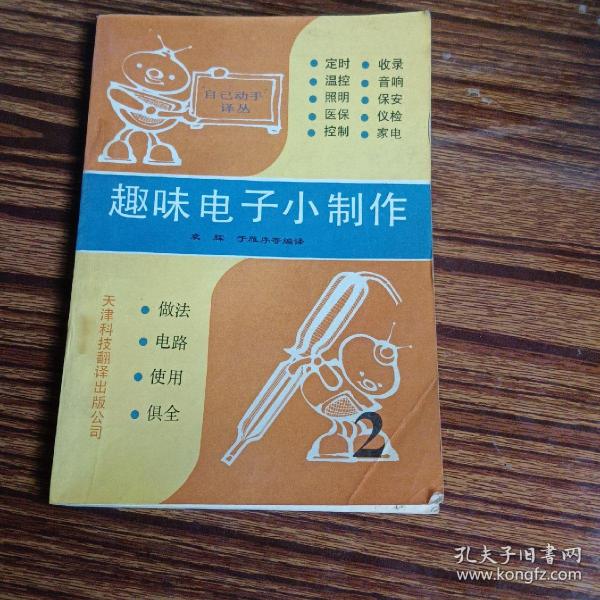 自己动手
译丛
定时 收录
温控 音响
照明 保安
医保 仪检
控制 家电
趣味电子小制作
袁辉 于雅序等编译
天津科技翻译出版公司
做法
电路
使用
俱全
2
孔夫子旧书网
www.kongfz.com